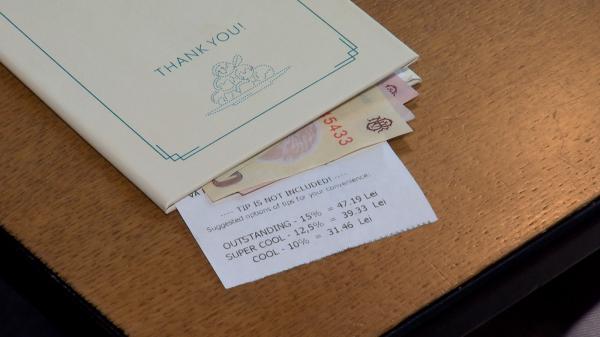 THANK YOU!
5433
---- TIP IS NOT INCLUDED! ----
Suggested options of tips for your convenience:
OUTSTANDING - 15% = 47.19 Lei
SUPER COOL - 12,5% = 39.33 Lei
COOL - 10% = 31.46 Lei